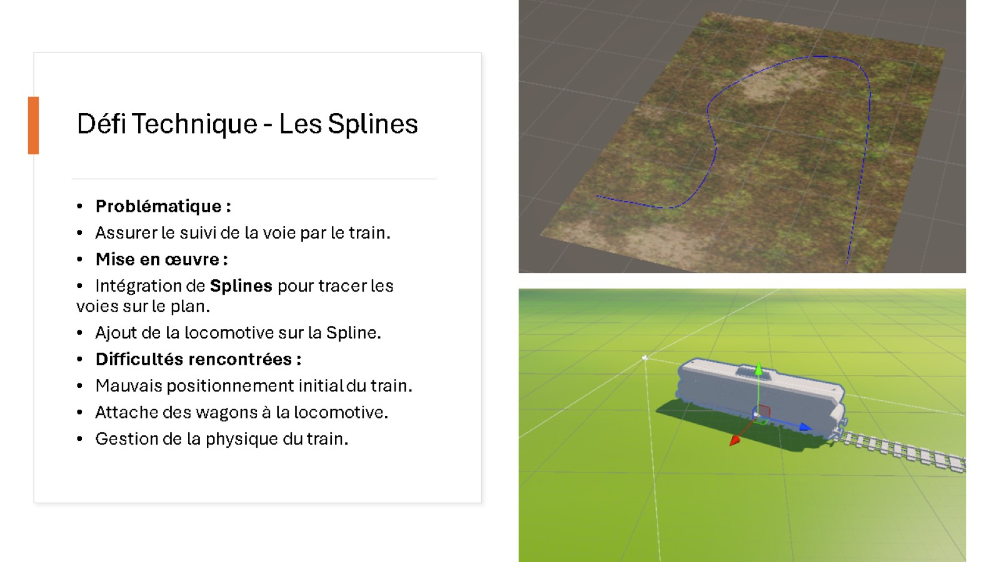 Défi Technique - Les Splines
• Problématique :
• Assurer le suivi de la voie par le train.
• Mise en œuvre :
• Intégration de Splines pour tracer les
voies sur le plan.
• Ajout de la locomotive sur la Spline.
• Difficultés rencontrées :
• Mauvais positionnement initial du train.
• Attache des wagons à la locomotive.
• Gestion de la physique du train.